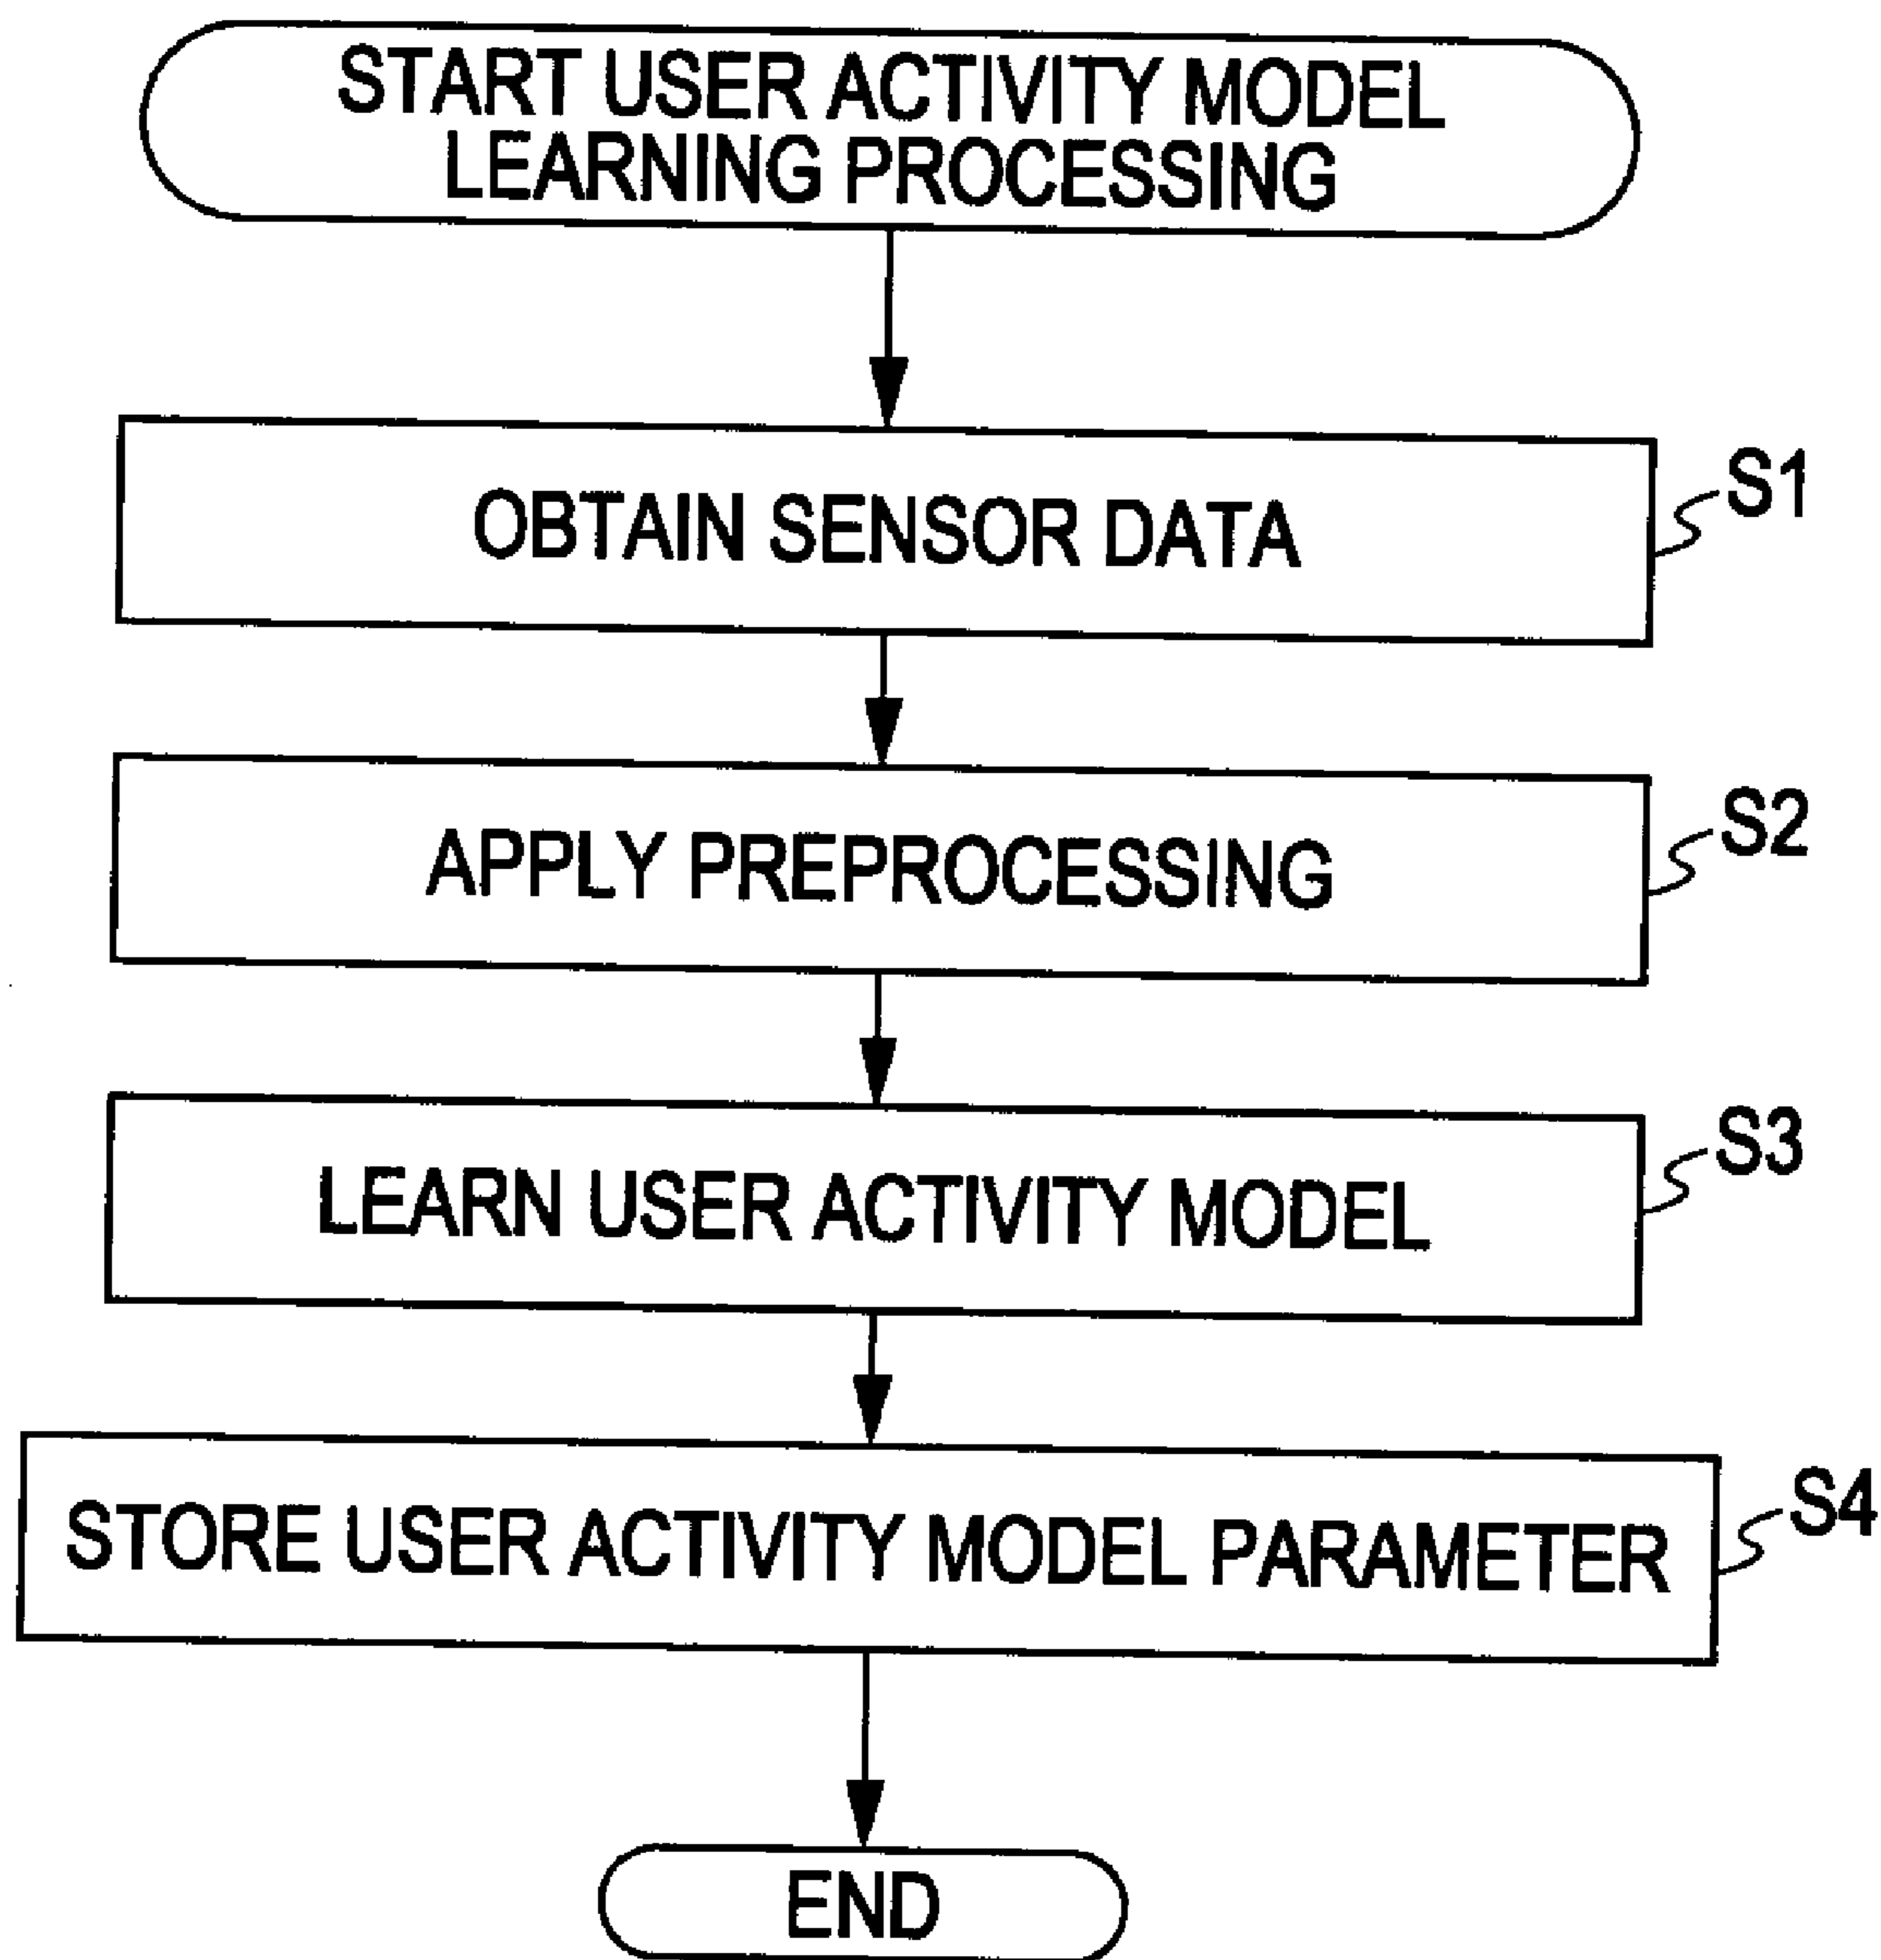 START USER ACTIVITY MODEL
LEARNING PROCESSING
OBTAIN SENSOR DATA
S1
APPLY PREPROCESSING
S2
LEARN USER ACTIVITY MODEL
S3
STORE USER ACTIVITY MODEL PARAMETER
S4
END